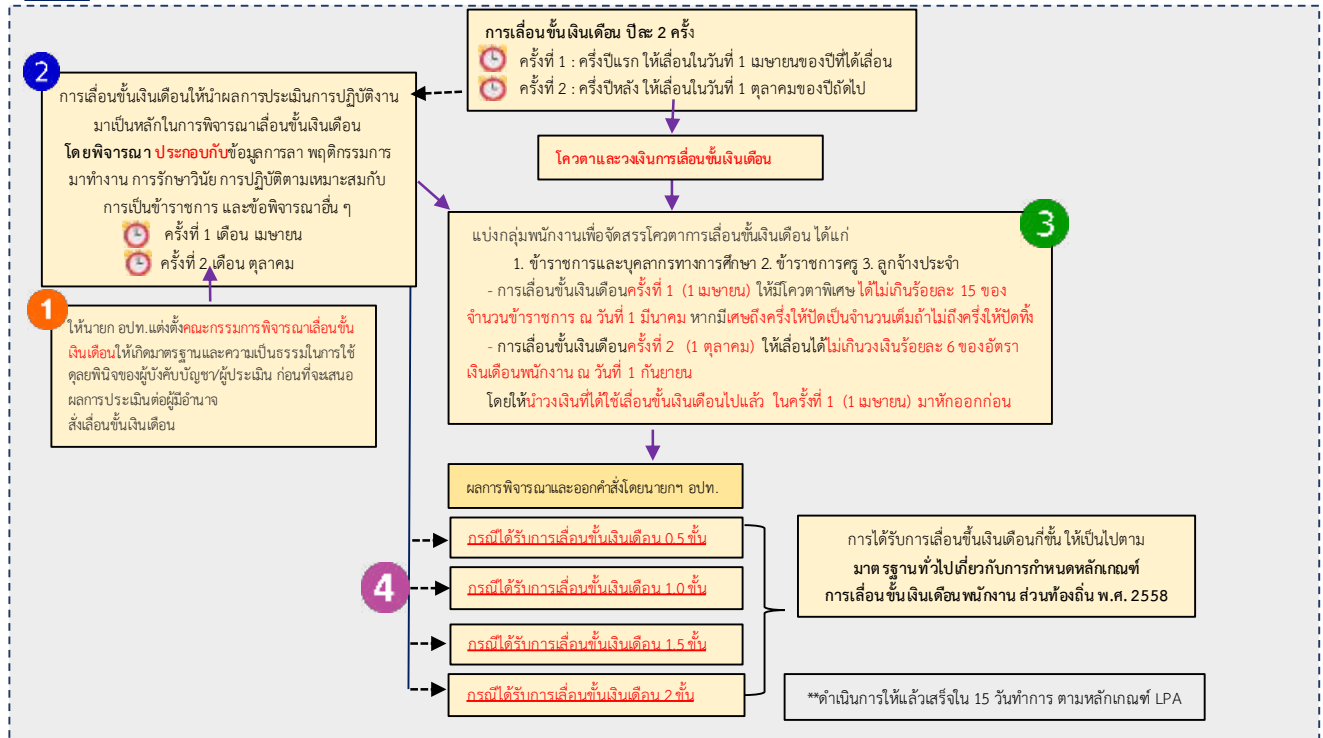 การเลื่อนขั้นเงินเดือน ปีละ 2 ครั้ง
ครั้งที่ 1 : ครึ่งปีแรก ให้เลื่อนในวันที่ 1 เมษายนของปีที่ได้เลื่อน
ครั้งที่ 2 : ครึ่งปีหลัง ให้เลื่อนในวันที่ 1 ตุลาคมของปีถัดไป
2
การเลื่อนขั้นเงินเดือนให้นำผลการประเมินการปฏิบัติงาน
มาเป็นหลักในการพิจารณาเลื่อนขั้นเงินเดือน
โดยพิจารณา ประกอบกับข้อมูลการลา พฤติกรรมการ
มาทำงาน การรักษาวินัย การปฏิบัติตามเหมาะสมกับ
การเป็นข้าราชการ และข้อพิจารณาอื่น ๆ
ครั้งที่ 1 เดือน เมษายน
ครั้งที่ 2 เดือน ตุลาคม
โควตาและวงเงินการเลื่อนขั้นเงินเดือน
1
ให้นายก อปท.แต่งตั้งคณะกรรมการพิจารณาเลื่อนขั้น
เงินเดือนให้เกิดมาตรฐานและความเป็นธรรมในการใช้
ดุลยพินิจของผู้บังคับบัญชา/ผู้ประเมิน ก่อนที่จะเสนอ
ผลการประเมินต่อผู้มีอำนาจ
สั่งเลื่อนขั้นเงินเดือน
3
แบ่งกลุ่มพนักงานเพื่อจัดสรรโควตาการเลื่อนขั้นเงินเดือน ได้แก่
1. ข้าราชการและบุคลากรทางการศึกษา 2. ข้าราชการครู 3. ลูกจ้างประจำ
- การเลื่อนขั้นเงินเดือนครั้งที่ 1 (1 เมษายน) ให้มีโควตาพิเศษ ได้ไม่เกินร้อยละ 15 ของ
จำนวนข้าราชการ ณ วันที่ 1 มีนาคม หากมีเศษถึงครึ่งให้ปัดเป็นจำนวนเต็มถ้าไม่ถึงครึ่งให้ปัดทิ้ง
- การเลื่อนขั้นเงินเดือนครั้งที่ 2 (1 ตุลาคม) ให้เลื่อนได้ไม่เกินวงเงินร้อยละ 6 ของอัตรา
เงินเดือนพนักงาน ณ วันที่ 1 กันยายน
โดยให้นำวงเงินที่ได้ใช้เลื่อนขั้นเงินเดือนไปแล้ว ในครั้งที่ 1 (1 เมษายน) มาหักออกก่อน
ผลการพิจารณาและออกคำสั่งโดยนายกฯ อปท.
4
กรณีได้รับการเลื่อนขั้นเงินเดือน 0.5 ขั้น
กรณีได้รับการเลื่อนขั้นเงินเดือน 1.0 ขั้น
กรณีได้รับการเลื่อนขั้นเงินเดือน 1.5 ขั้น
กรณีได้รับการเลื่อนขั้นเงินเดือน 2 ขั้น
การได้รับการเลื่อนขึ้นเงินเดือนกี่ขั้น ให้เป็นไปตาม
มาตรฐานทั่วไปเกี่ยวกับการกำหนดหลักเกณฑ์
การเลื่อนขั้นเงินเดือนพนักงาน ส่วนท้องถิ่น พ.ศ. 2558
**ดำเนินการให้แล้วเสร็จใน 15 วันทำการ ตามหลักเกณฑ์ LPA